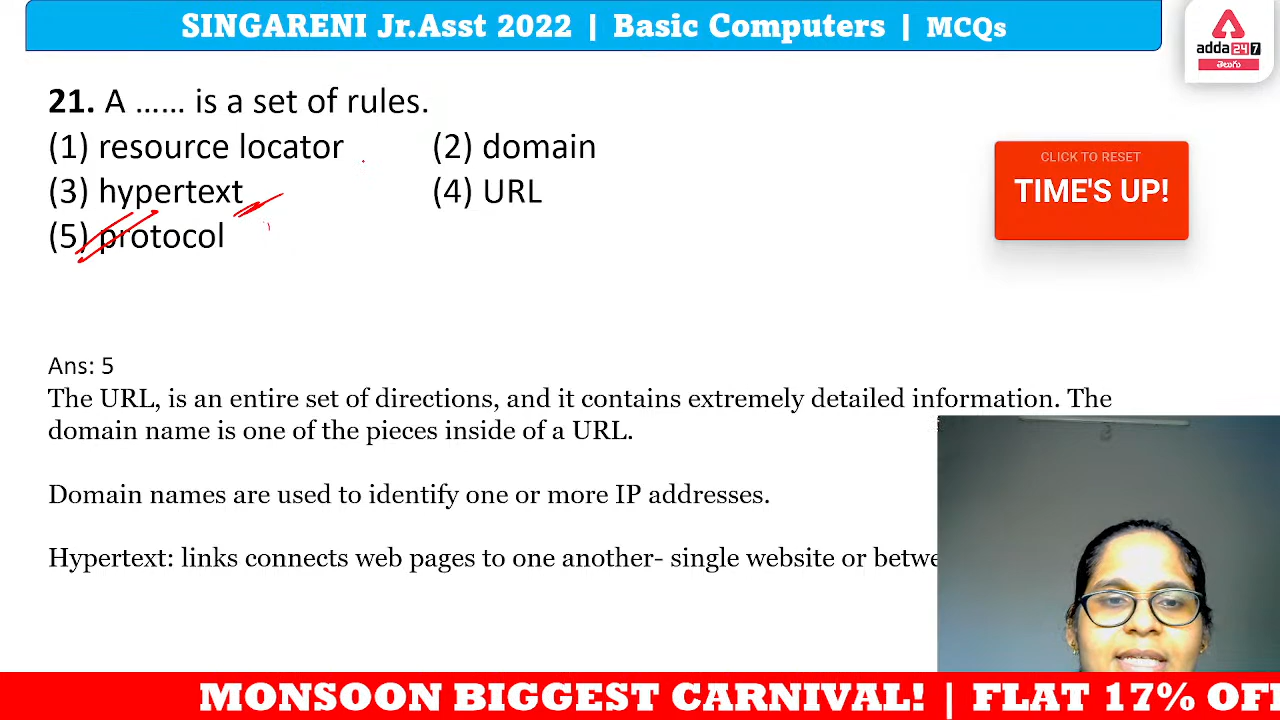 SINGARENI Jr.Asst 2022 | Basic Computers | MCQs
adda 24 7
తెలుగు
21. A ...... is a set of rules.
(1) resource locator (2) domain
(3) hypertext (4) URL
(5) protocol
CLICK TO RESET
TIME'S UP!
Ans: 5
The URL, is an entire set of directions, and it contains extremely detailed information. The
domain name is one of the pieces inside of a URL.
Domain names are used to identify one or more IP addresses.
Hypertext: links connects web pages to one another- single website or betwe
MONSOON BIGGEST CARNIVAL! | FLAT 17% OF